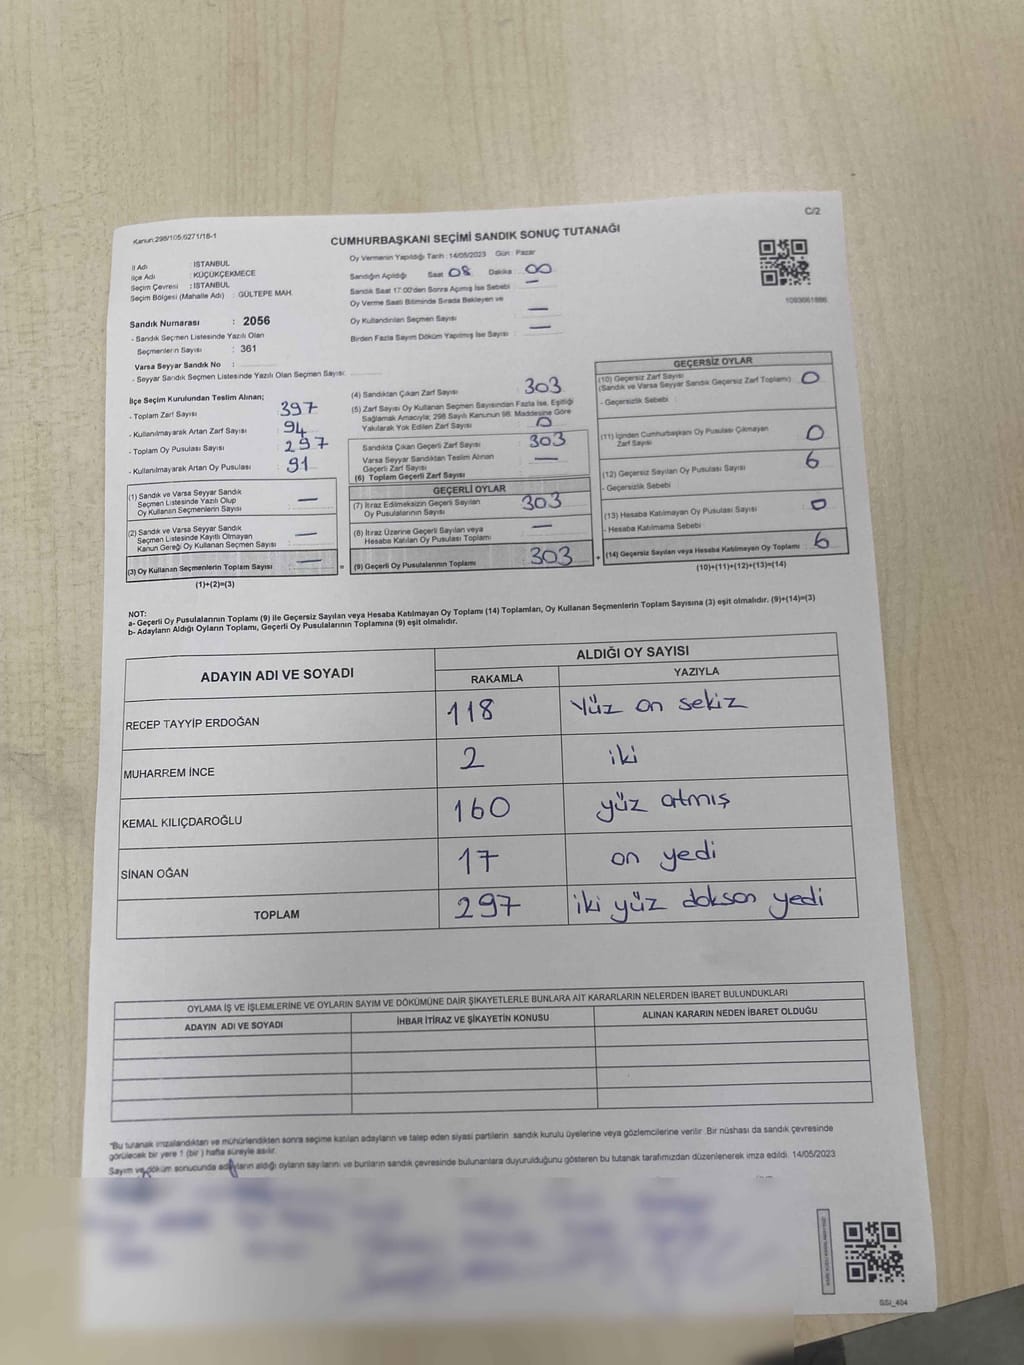 C/2
Kanun:298/105,6271/16-1
CUMHURBAŞKANI SEÇİMİ SANDIK SONUÇ TUTANAĞI
İl Adı : İSTANBUL
İlçe Adı : KÜÇÜKÇEKMECE
Seçim Çevresi : İSTANBUL
Seçim Bölgesi (Mahalle Adı) : GÜLTEPE MAH.
Oy Vermenin Yapıldığı Tarih : 14/05/2023 Gün : Pazar
Sandığın Açıldığı Saat 08 Dakika : 00
Sandık Saat 17:00'den Sonra Açılmış İse Sebebi : —
Oy Verme Saati Bitiminde Sırada Bekleyen ve
Oy Kullandırılan Seçmen Sayısı —
Birden Fazla Sayım Döküm Yapılmış İse Sayısı : —
1093661886
Sandık Numarası : 2056
- Sandık Seçmen Listesinde Yazılı Olan
Seçmenlerin Sayısı : 361
Varsa Seyyar Sandık No :
- Seyyar Sandık Seçmen Listesinde Yazılı Olan Seçmen Sayısı:
İlçe Seçim Kurulundan Teslim Alınan;
- Toplam Zarf Sayısı : 397
- Kullanılmayarak Artan Zarf Sayısı : 94
- Toplam Oy Pusulası Sayısı : 297
- Kullanılmayarak Artan Oy Pusulası : 91
(1) Sandık ve Varsa Seyyar Sandık
Seçmen Listesinde Yazılı Olup
Oy Kullanan Seçmenlerin Sayısı : —
(2) Sandık ve Varsa Seyyar Sandık
Seçmen Listesinde Kayıtlı Olmayan
Kanun Gereği Oy Kullanan Seçmen Sayısı : —
(3) Oy Kullanan Seçmenlerin Toplam Sayısı : —
(1)+(2)=(3)
(4) Sandıktan Çıkan Zarf Sayısı : 303
(5) Zarf Sayısı Oy Kullanan Seçmen Sayısından Fazla İse, Eşitliği
Sağlamak Amacıyla; 298 Sayılı Kanunun 98. Maddesine Göre
Yakılarak Yok Edilen Zarf Sayısı : 0
Sandıkta Çıkan Geçerli Zarf Sayısı : 303
Varsa Seyyar Sandıktan Teslim Alınan
Geçerli Zarf Sayısı : —
(6) Toplam Geçerli Zarf Sayısı
GEÇERLİ OYLAR
(7) İtiraz Edilmeksizin Geçerli Sayılan
Oy Pusulalarının Sayısı : 303
(8) İtiraz Üzerine Geçerli Sayılan veya
Hesaba Katılan Oy Pusulası Toplamı : —
= (9) Geçerli Oy Pusulalarının Toplamı : 303
GEÇERSİZ OYLAR
(10) Geçersiz Zarf Sayısı
(Sandık ve Varsa Seyyar Sandık Geçersiz Zarf Toplamı) : 0
- Geçersizlik Sebebi :
(11) İçinden Cumhurbaşkanı Oy Pusulası Çıkmayan
Zarf Sayısı : 0
(12) Geçersiz Sayılan Oy Pusulası Sayısı : 6
- Geçersizlik Sebebi :
(13) Hesaba Katılmayan Oy Pusulası Sayısı : 0
- Hesaba Katılmama Sebebi :
+ (14) Geçersiz Sayılan veya Hesaba Katılmayan Oy Toplamı : 6
(10)+(11)+(12)+(13)=(14)
NOT:
a- Geçerli Oy Pusulalarının Toplamı (9) ile Geçersiz Sayılan veya Hesaba Katılmayan Oy Toplamı (14) Toplamları, Oy Kullanan Seçmenlerin Toplam Sayısına (3) eşit olmalıdır. (9)+(14)=(3)
b- Adayların Aldığı Oyların Toplamı, Geçerli Oy Pusulalarının Toplamına (9) eşit olmalıdır.
ADAYIN ADI VE SOYADI
ALDIĞI OY SAYISI
RAKAMLA YAZIYLA
RECEP TAYYİP ERDOĞAN 118 Yüz on sekiz
MUHARREM İNCE 2 iki
KEMAL KILIÇDAROĞLU 160 yüz atmış
SİNAN OĞAN 17 on yedi
TOPLAM 297 iki yüz doksan yedi
OYLAMA İŞ VE İŞLEMLERİNE VE OYLARIN SAYIM VE DÖKÜMÜNE DAİR ŞİKAYETLERLE BUNLARA AİT KARARLARIN NELERDEN İBARET BULUNDUKLARI
ADAYIN ADI VE SOYADI İHBAR İTİRAZ VE ŞİKAYETİN KONUSU ALINAN KARARIN NEDEN İBARET OLDUĞU
*Bu tutanak imzalandıktan ve mühürlendikten sonra seçime katılan adayların ve talep eden siyasi partilerin sandık kurulu üyelerine veya gözlemcilerine verilir. Bir nüshası da sandık çevresinde
görülecek bir yere 1 (bir) hafta süreyle asılır.
Sayım ve döküm sonucunda adayların aldığı oyların sayılarını ve bunların sandık çevresinde bulunanlara duyurulduğunu gösteren bu tutanak tarafımızdan düzenlenerek imza edildi. 14/05/2023
GSI_404